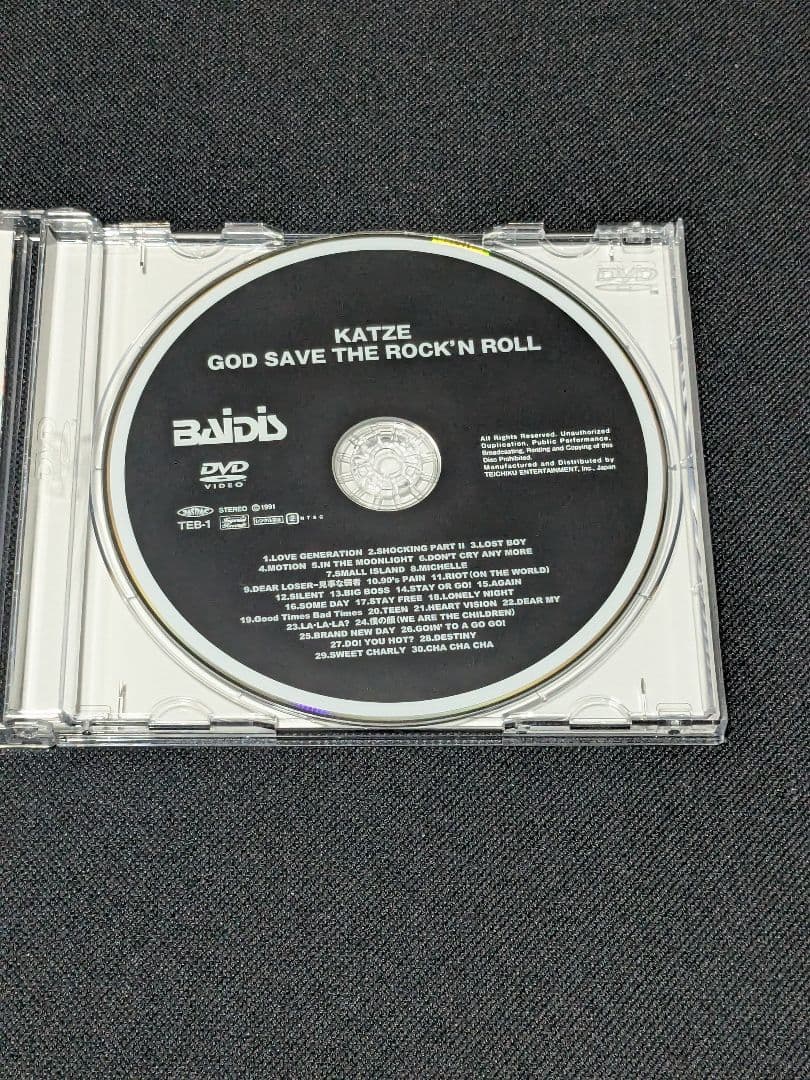 KATZE
GOD SAVE THE ROCK'N ROLL
BAIDIS
DVD
VIDEO
STEREO ©1991
TEB-1
2 NTSC
All Rights Reserved. Unauthorized
Duplication, Public Performance,
Broadcasting, Renting and Copying of this
Disc Prohibited.
Manufactured and Distributed by
TEICHIKU ENTERTAINMENT, Inc., Japan
1.LOVE GENERATION 2.SHOCKING PART II 3.LOST BOY
4.MOTION 5.IN THE MOONLIGHT 6.DON'T CRY ANY MORE
7.SMALL ISLAND 8.MICHELLE
9.DEAR LOSER−見事な弱者 10.90's PAIN 11.RIOT(ON THE WORLD)
12.SILENT 13.BIG BOSS 14.STAY OR GO! 15.AGAIN
16.SOME DAY 17.STAY FREE 18.LONELY NIGHT
19.Good Times Bad Times 20.TEEN 21.HEART VISION 22.DEAR MY
23.LA・LA・LA? 24.僕の顔(WE ARE THE CHILDREN)
25.BRAND NEW DAY 26.GOIN' TO A GO GO!
27.DO! YOU HOT? 28.DESTINY
29.SWEET CHARLY 30.CHA CHA CHA
DVD
DVD